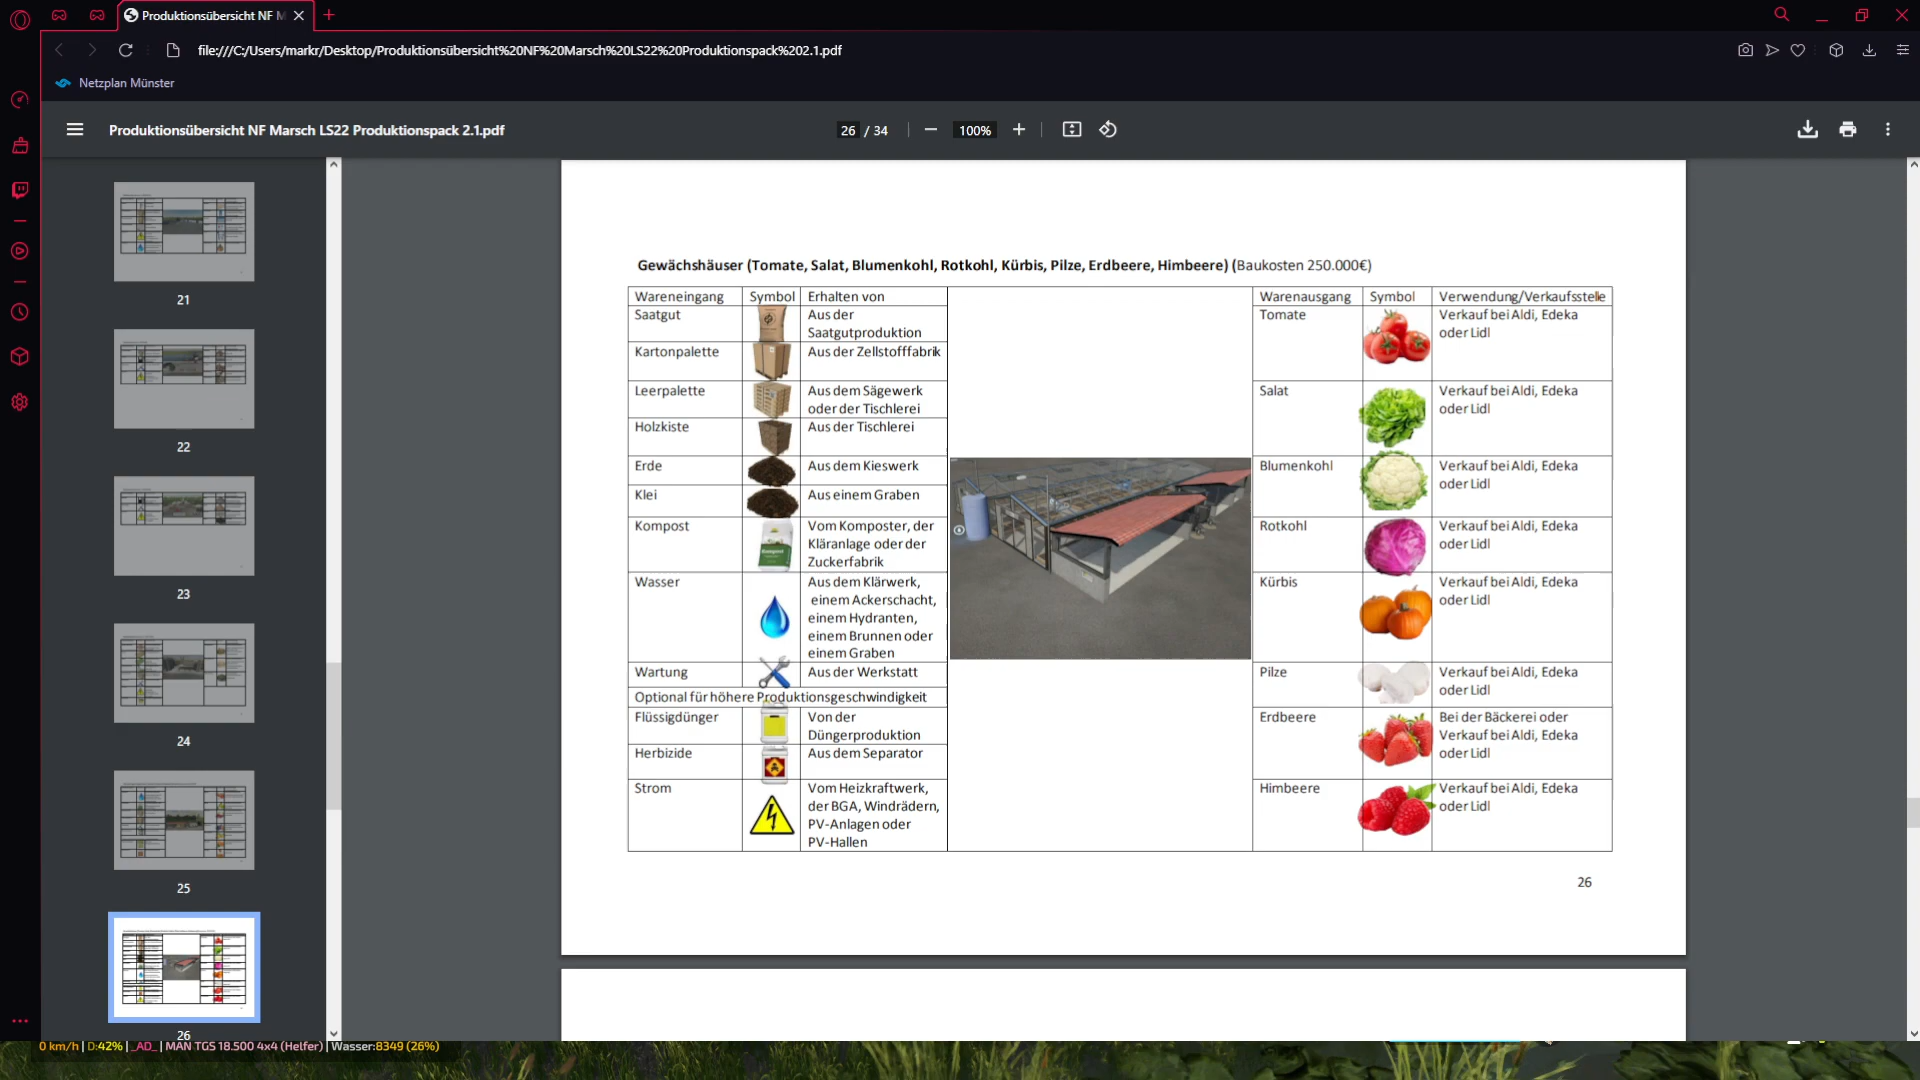 Produktionsübersicht NF M
file:///C:/Users/markr/Desktop/Produktionsübersicht%20NF%20Marsch%20LS22%20Produktionspack%202.1.pdf
Netzplan Münster
Produktionsübersicht NF Marsch LS22 Produktionspack 2.1.pdf
26 / 34
100%
21
22
23
24
25
26
Gewächshäuser (Tomate, Salat, Blumenkohl, Rotkohl, Kürbis, Pilze, Erdbeere, Himbeere) (Baukosten 250.000€)
Wareneingang Symbol Erhalten von
Saatgut Aus der
Saatgutproduktion
Kartonpalette Aus der Zellstofffabrik
Leerpalette Aus dem Sägewerk
oder der Tischlerei
Holzkiste Aus der Tischlerei
Erde Aus dem Kieswerk
Klei Aus einem Graben
Kompost Vom Komposter, der
Kläranlage oder der
Zuckerfabrik
Wasser Aus dem Klärwerk,
einem Ackerschacht,
einem Hydranten,
einem Brunnen oder
einem Graben
Wartung Aus der Werkstatt
Optional für höhere Produktionsgeschwindigkeit
Flüssigdünger Von der
Düngerproduktion
Herbizide Aus dem Separator
Strom Vom Heizkraftwerk,
der BGA, Windrädern,
PV-Anlagen oder
PV-Hallen
Kompost
Warenausgang Symbol Verwendung/Verkaufsstelle
Tomate Verkauf bei Aldi, Edeka
oder Lidl
Salat Verkauf bei Aldi, Edeka
oder Lidl
Blumenkohl Verkauf bei Aldi, Edeka
oder Lidl
Rotkohl Verkauf bei Aldi, Edeka
oder Lidl
Kürbis Verkauf bei Aldi, Edeka
oder Lidl
Pilze Verkauf bei Aldi, Edeka
oder Lidl
Erdbeere Bei der Bäckerei oder
Verkauf bei Aldi, Edeka
oder Lidl
Himbeere Verkauf bei Aldi, Edeka
oder Lidl
26
0 km/h | D:42% | _AD_ | MAN TGS 18.500 4x4 (Helfer) | Wasser:8349 (26%)